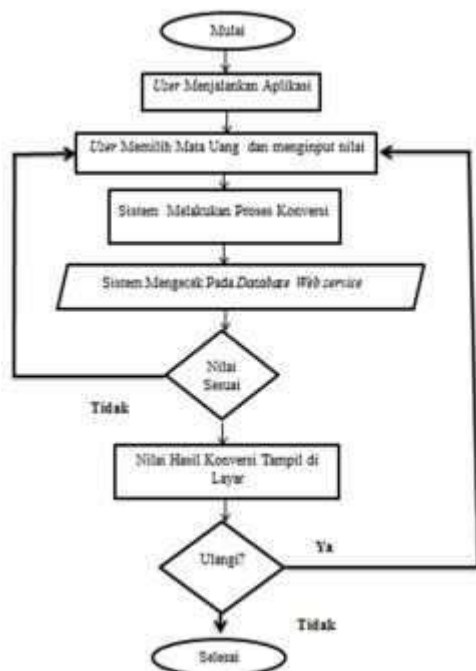 Mulai
User Menjalankan Aplikasi
User Memilih Mata Uang dan menginput nilai
Sistem Melakukan Proses Konversi
Sistem Mengecek Pada Database Web service
Nilai
Sesuai
Tidak
Nilai Hasil Konversi Tampil di
Layar
Ulangi?
Ya
Tidak
Selesai